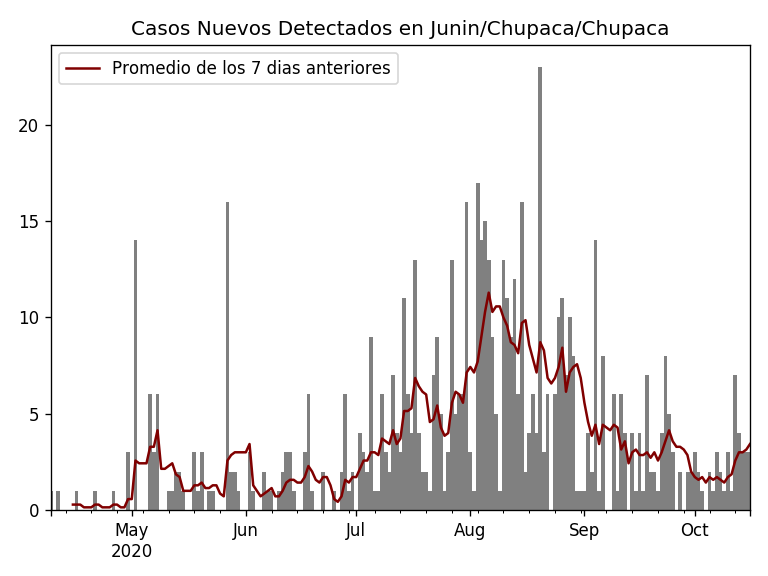 Casos Nuevos Detectados en Junin/Chupaca/Chupaca
Promedio de los 7 dias anteriores
20
15
10
5
0
May Jun Jul Aug Sep Oct
2020